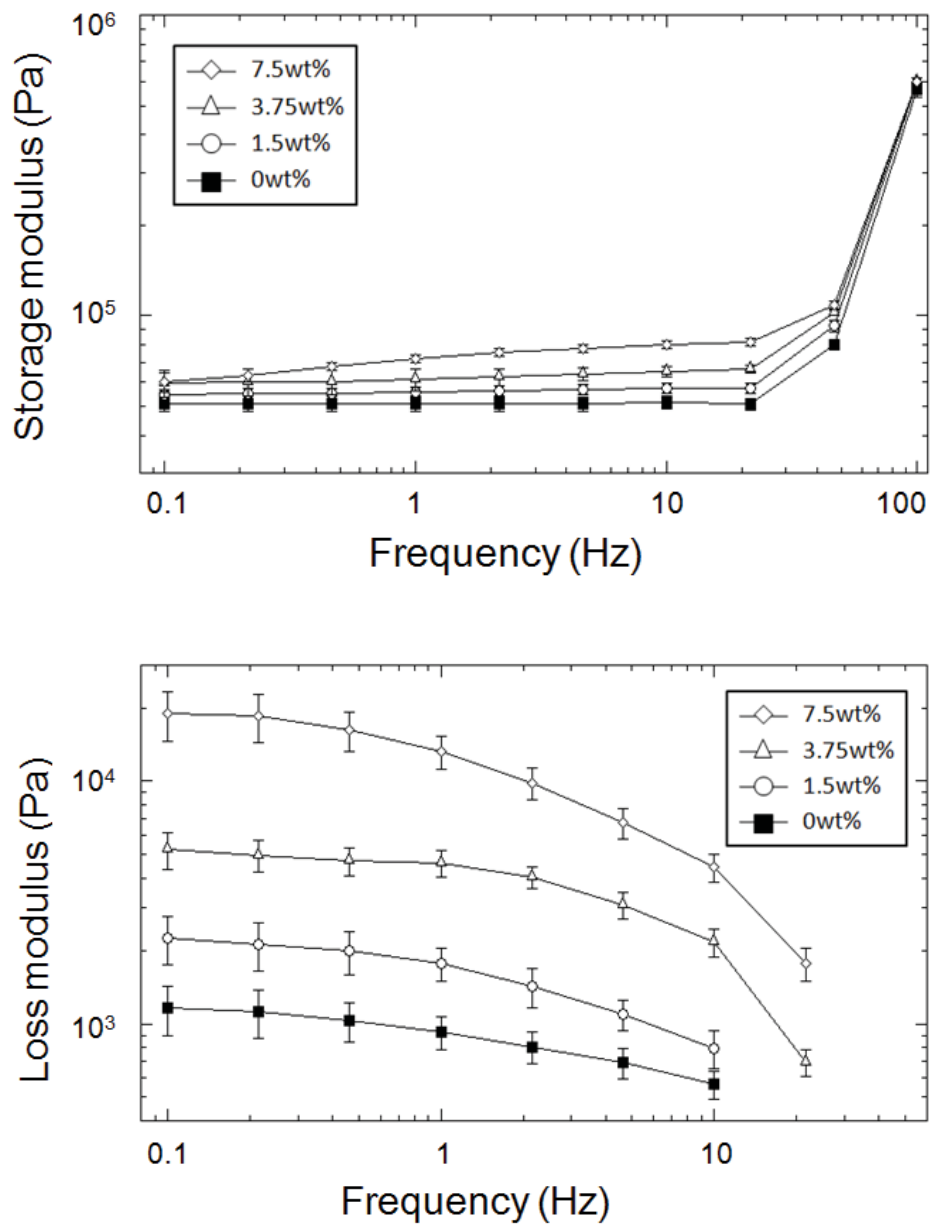 10⁶
7.5wt%
3.75wt%
1.5wt%
0wt%
Storage modulus (Pa)
10⁵
0.1 1 10 100
Frequency (Hz)
7.5wt%
3.75wt%
1.5wt%
0wt%
10⁴
Loss modulus (Pa)
10³
0.1 1 10
Frequency (Hz)